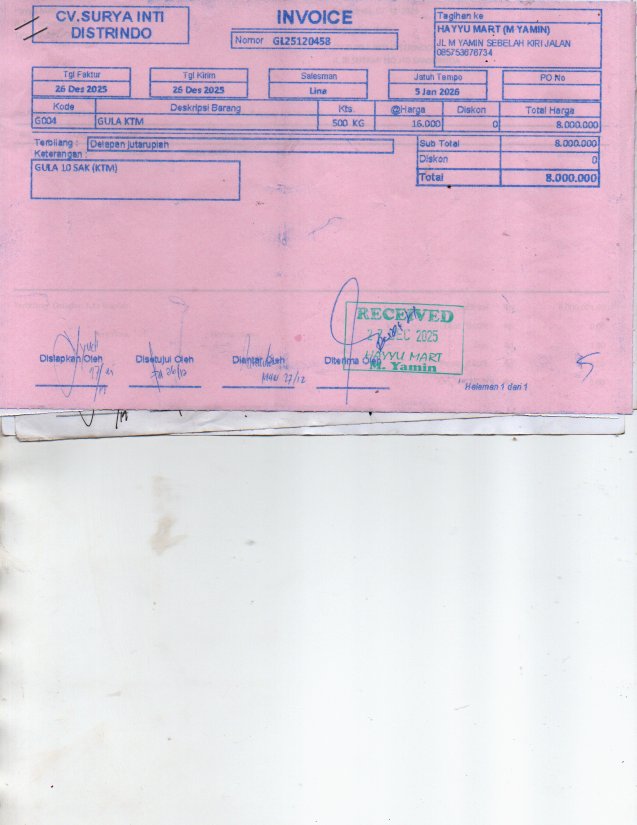 CV.SURYA INTI
DISTRINDO
INVOICE
Nomor GL25120458
Tagihan ke
HAYYU MART (M YAMIN)
JL M YAMIN SEBELAH KIRI JALAN
085753676734
Tgl Faktur
26 Des 2025
Tgl Kirim
26 Des 2025
Salesman
Lina
Jatuh Tempo
5 Jan 2026
PO No
Kode Deskripsi Barang Kts. @Harga Diskon Total Harga
G004 GULA KTM 500 KG 16.000 0 8.000.000
Terbilang : Delapan jutarupiah
Keterangan :
GULA 10 SAK (KTM)
Sub Total 8.000.000
Diskon 0
Total 8.000.000
RECEIVED
DEC 2025
HAYYU MART
M. Yamin
Disiapkan Oleh Disetujui Oleh Diantar Oleh Diterima Oleh
27/12
Halaman 1 dari 1